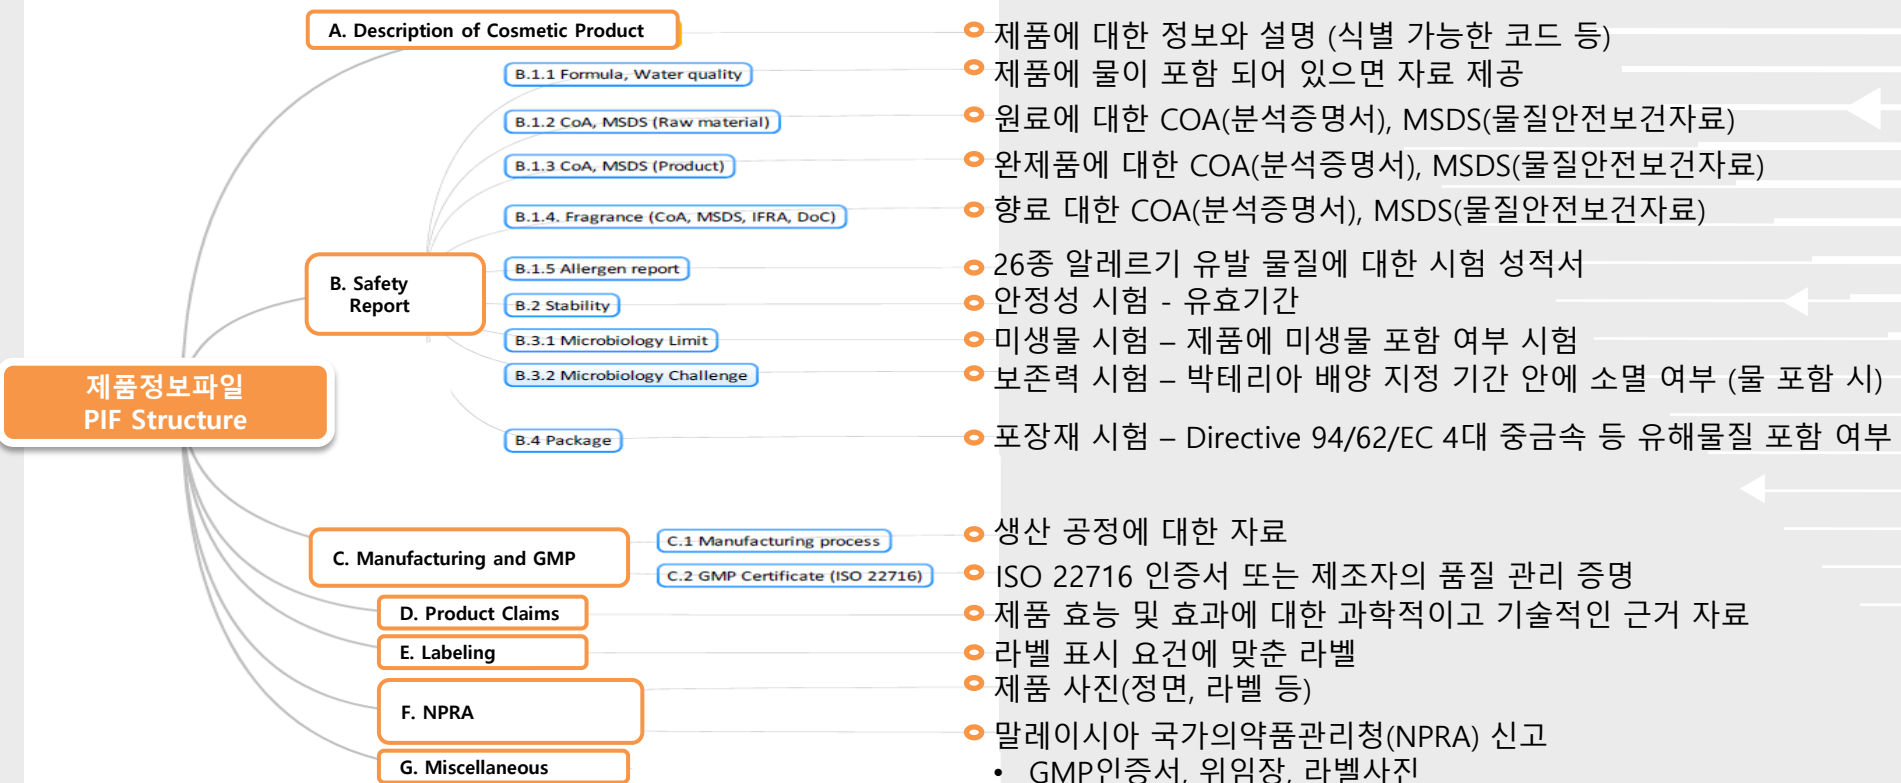 제품정보파일
PIF Structure
A. Description of Cosmetic Product
제품에 대한 정보와 설명 (식별 가능한 코드 등)
B. Safety
Report
B.1.1 Formula, Water quality
제품에 물이 포함 되어 있으면 자료 제공
B.1.2 CoA, MSDS (Raw material)
원료에 대한 COA(분석증명서), MSDS(물질안전보건자료)
B.1.3 CoA, MSDS (Product)
완제품에 대한 COA(분석증명서), MSDS(물질안전보건자료)
B.1.4. Fragrance (CoA, MSDS, IFRA, DoC)
향료 대한 COA(분석증명서), MSDS(물질안전보건자료)
B.1.5 Allergen report
26종 알레르기 유발 물질에 대한 시험 성적서
B.2 Stability
안정성 시험 - 유효기간
B.3.1 Microbiology Limit
미생물 시험 – 제품에 미생물 포함 여부 시험
B.3.2 Microbiology Challenge
보존력 시험 – 박테리아 배양 지정 기간 안에 소멸 여부 (물 포함 시)
B.4 Package
포장재 시험 – Directive 94/62/EC 4대 중금속 등 유해물질 포함 여부
C. Manufacturing and GMP
C.1 Manufacturing process
생산 공정에 대한 자료
C.2 GMP Certificate (ISO 22716)
ISO 22716 인증서 또는 제조자의 품질 관리 증명
D. Product Claims
제품 효능 및 효과에 대한 과학적이고 기술적인 근거 자료
E. Labeling
라벨 표시 요건에 맞춘 라벨
F. NPRA
제품 사진(정면, 라벨 등)
말레이시아 국가의약품관리청(NPRA) 신고
G. Miscellaneous
• GMP인증서, 위임장, 라벨사진